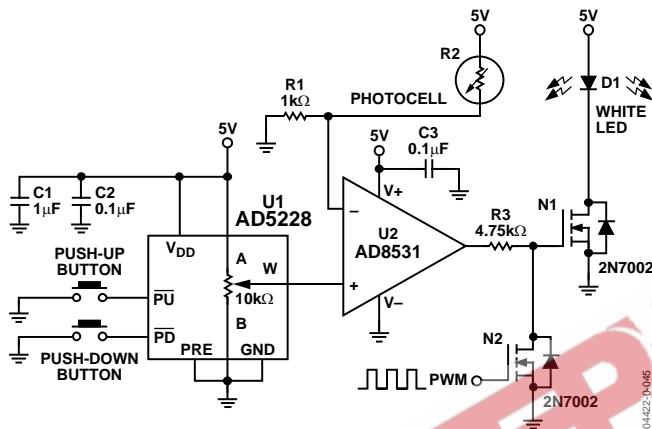 5V
5V
R2
R1
1kΩ
PHOTOCELL
D1
WHITE
LED
5V
5V
C3
0.1µF
C1
1µF
C2
0.1µF
U1
AD5228
V+
–
U2
AD8531
+
V–
R3
4.75kΩ
N1
2N7002
PUSH-UP
BUTTON
VDD
A
W
10kΩ
B
PU
PD
PRE
GND
PUSH-DOWN
BUTTON
N2
PWM
2N7002
04422-0-045